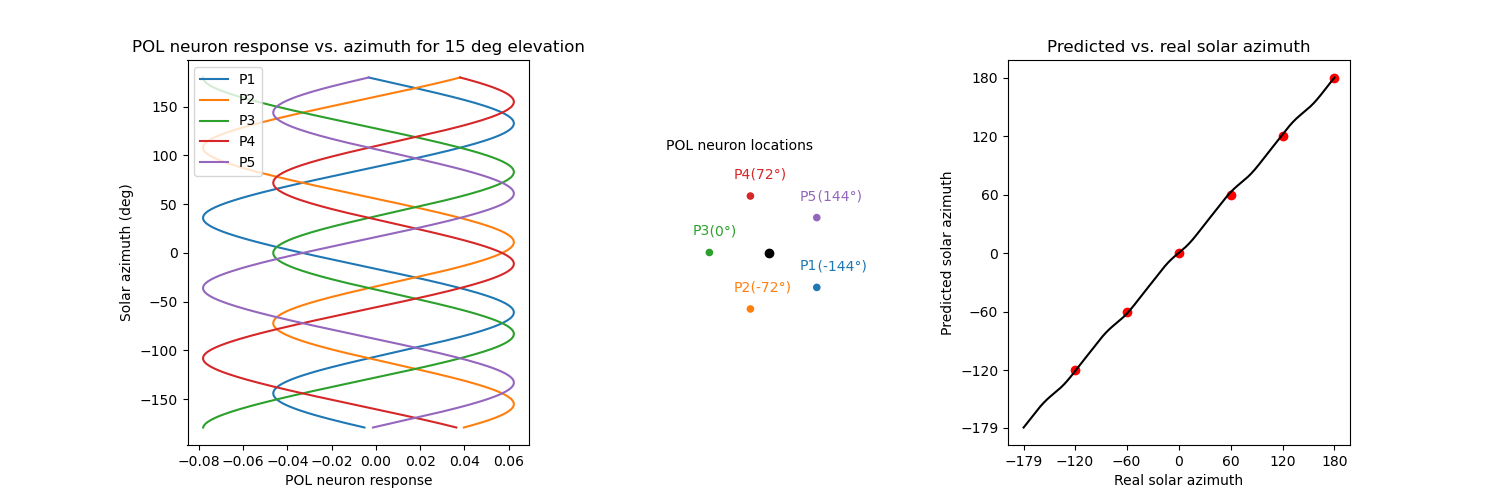 POL neuron response vs. azimuth for 15 deg elevation
P1
P2
P3
P4
P5
150
100
50
0
−50
−100
−150
Solar azimuth (deg)
−0.08 −0.06 −0.04 −0.02 0.00 0.02 0.04 0.06
POL neuron response
POL neuron locations
P4(72°)
P5(144°)
P3(0°)
P1(-144°)
P2(-72°)
Predicted vs. real solar azimuth
180
120
60
0
−60
−120
−179
Predicted solar azimuth
−179 −120 −60 0 60 120 180
Real solar azimuth